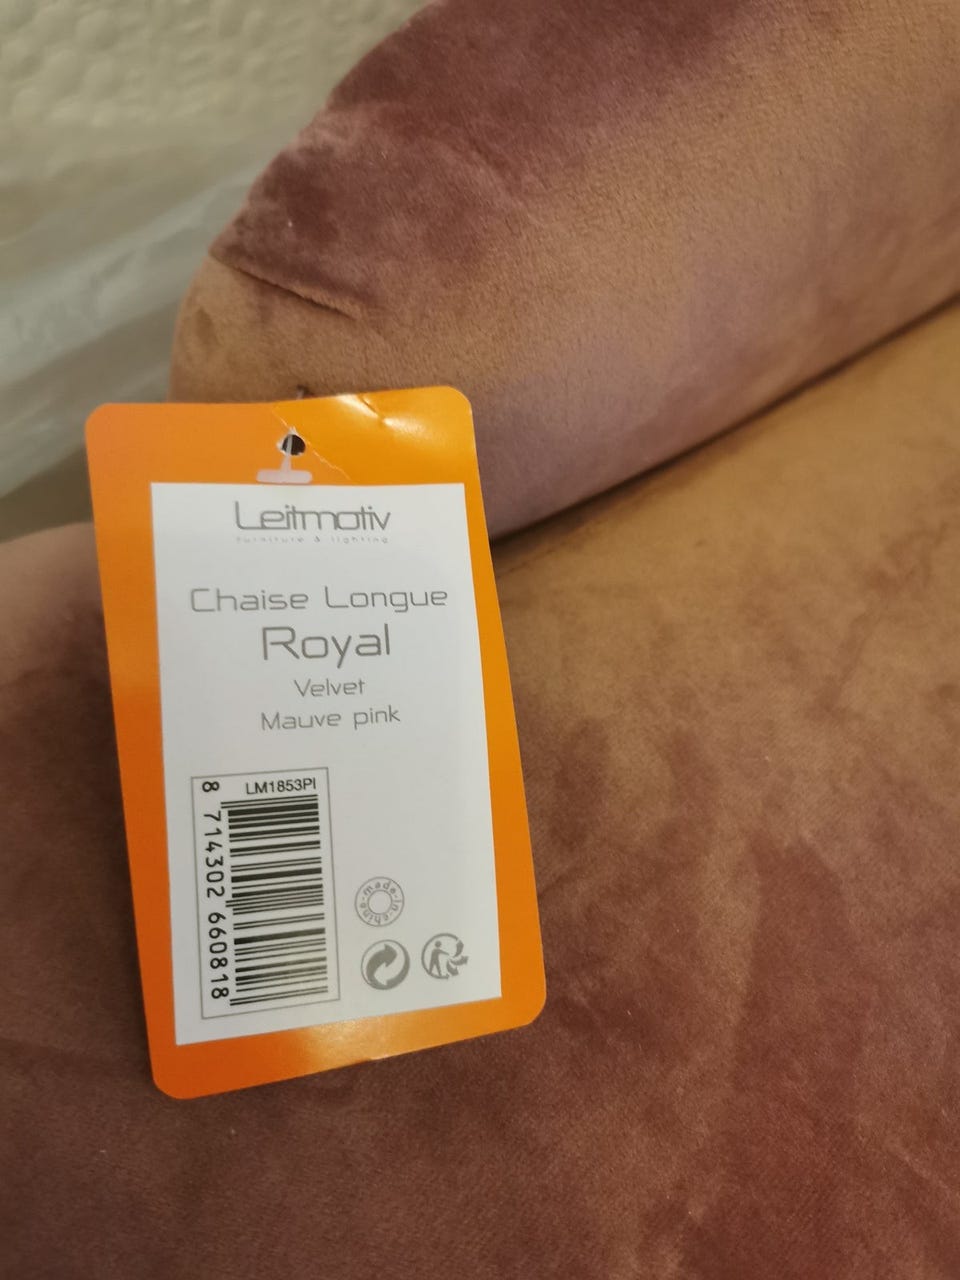 Leitmotiv
furniture & lighting
Chaise Longue
Royal
Velvet
Mauve pink
LM1853PI
8 714302 660818
made-in-china